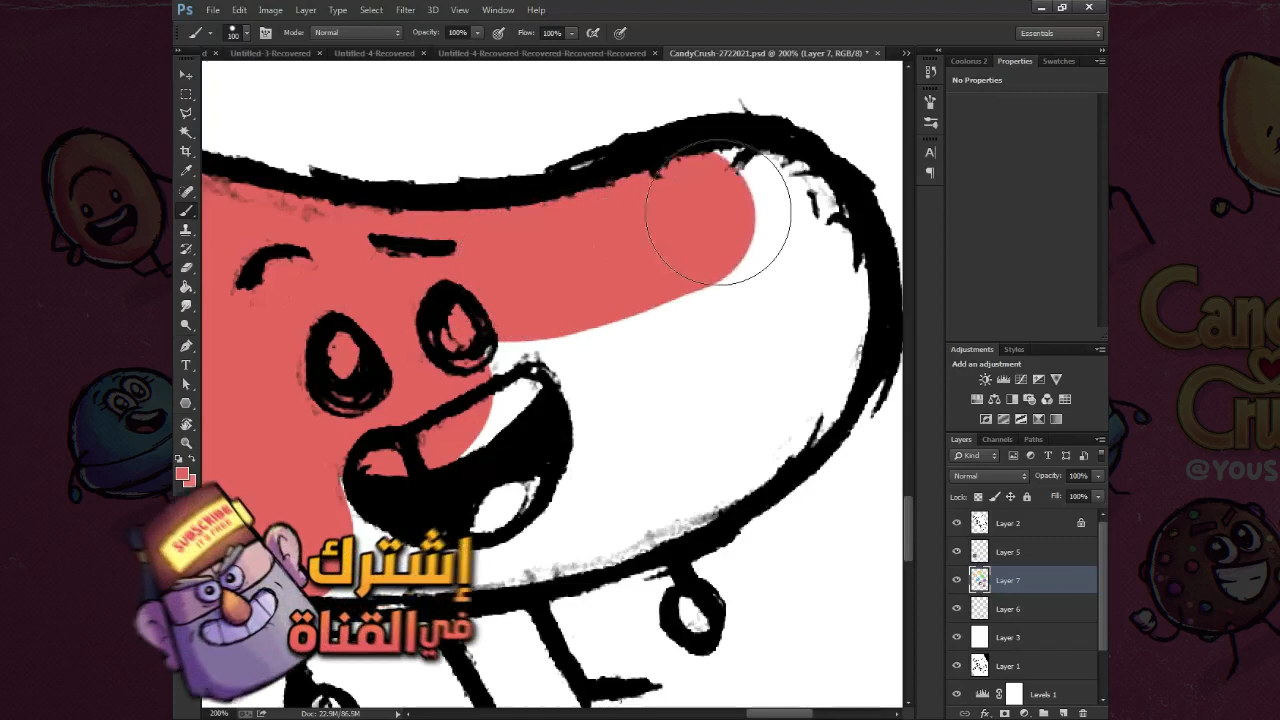 Ps File Edit Image Layer Type Select Filter 3D View Window Help
100 Mode: Normal Opacity: 100% Flow: 100% Essentials
Untitled-3-Recovered × Untitled-4-Recovered × Untitled-4-Recovered-Recovered-Recovered-Recovered × CandyCrush-2722021.psd @ 200% (Layer 7, RGB/8) * ×
Coolorus 2 Properties Swatches
No Properties
Adjustments Styles
Add an adjustment
Layers Channels Paths
Kind
Normal Opacity: 100%
Lock: Fill: 100%
Layer 2
Layer 5
Layer 7
Layer 6
Layer 3
Layer 1
Levels 1
200% Doc: 22.9M/86.5M
SUBSCRIBE
IT'S FREE
إشترك
في القناة